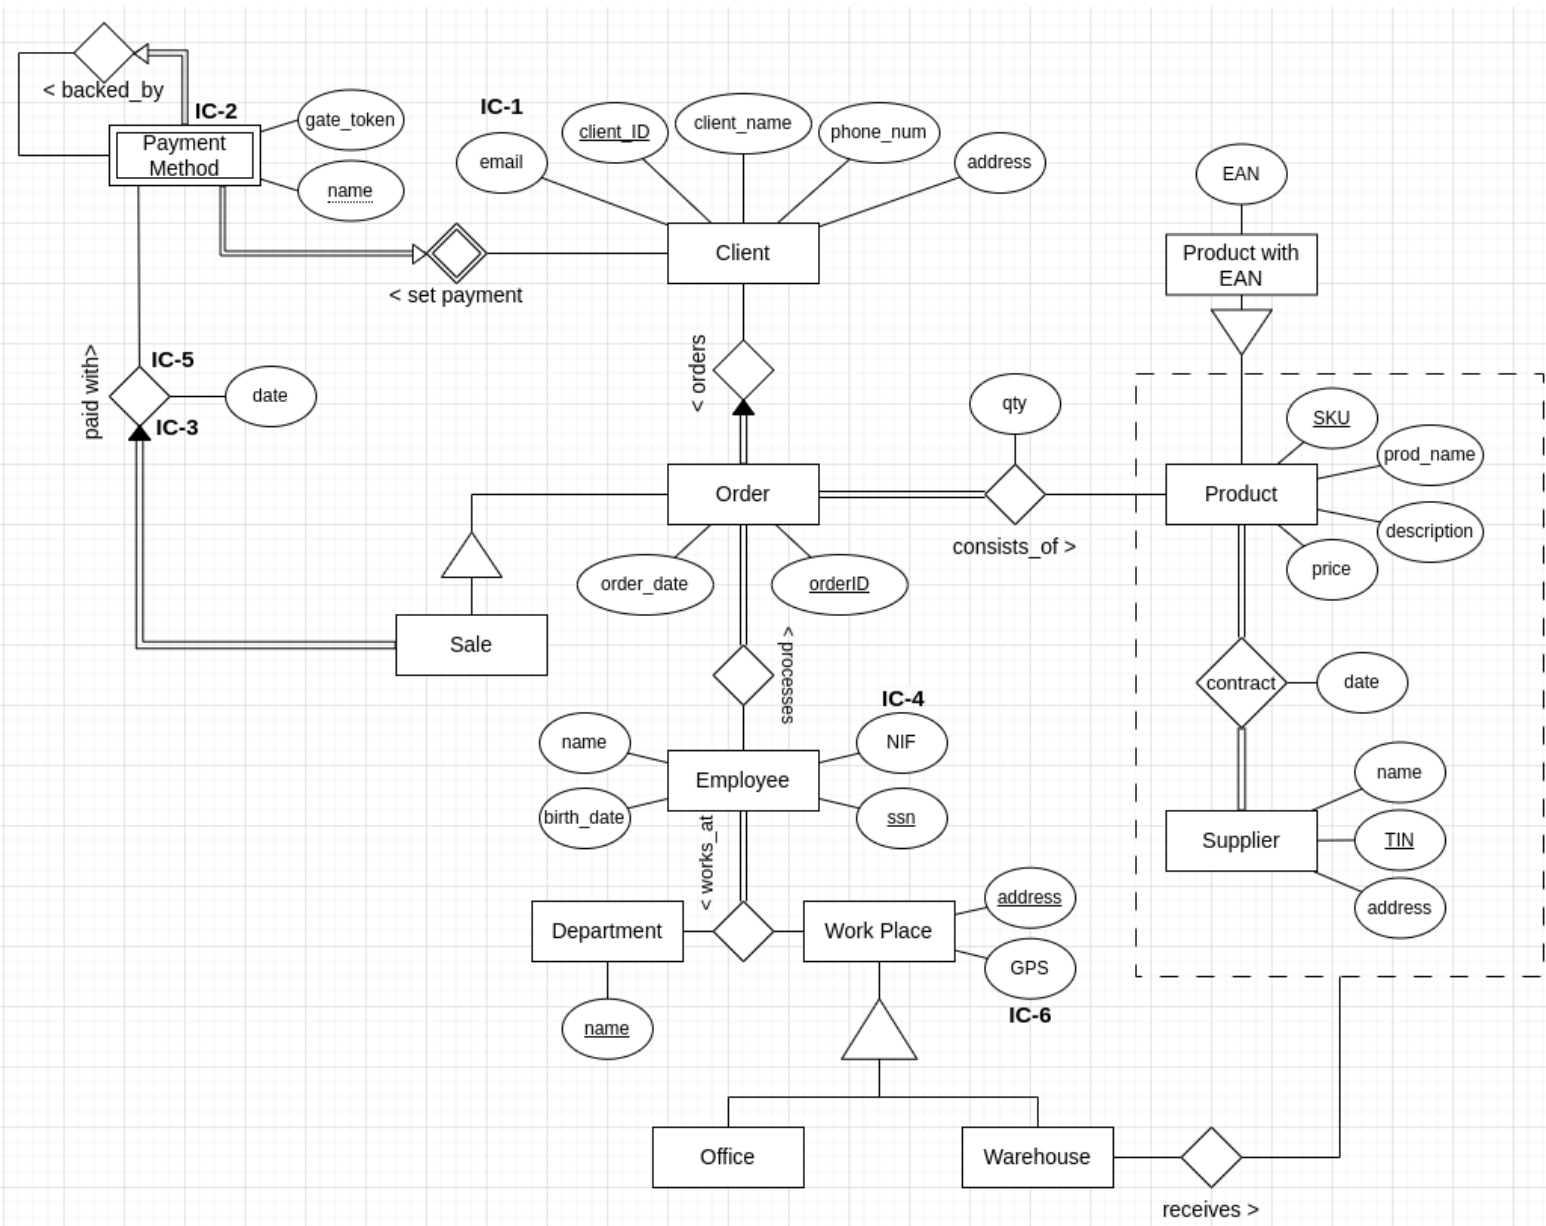 < backed_by
IC-2
Payment
Method
gate_token
name
IC-1
email
client_ID
client_name
phone_num
address
Client
< set payment
EAN
Product with
EAN
paid with>
IC-5
IC-3
date
< orders
Order
order_date
orderID
qty
consists_of >
SKU
prod_name
Product
description
price
Sale
< processes
contract
date
IC-4
name
NIF
Employee
birth_date
ssn
name
Supplier
TIN
address
< works_at
Department
Work Place
address
GPS
IC-6
name
Office
Warehouse
receives >